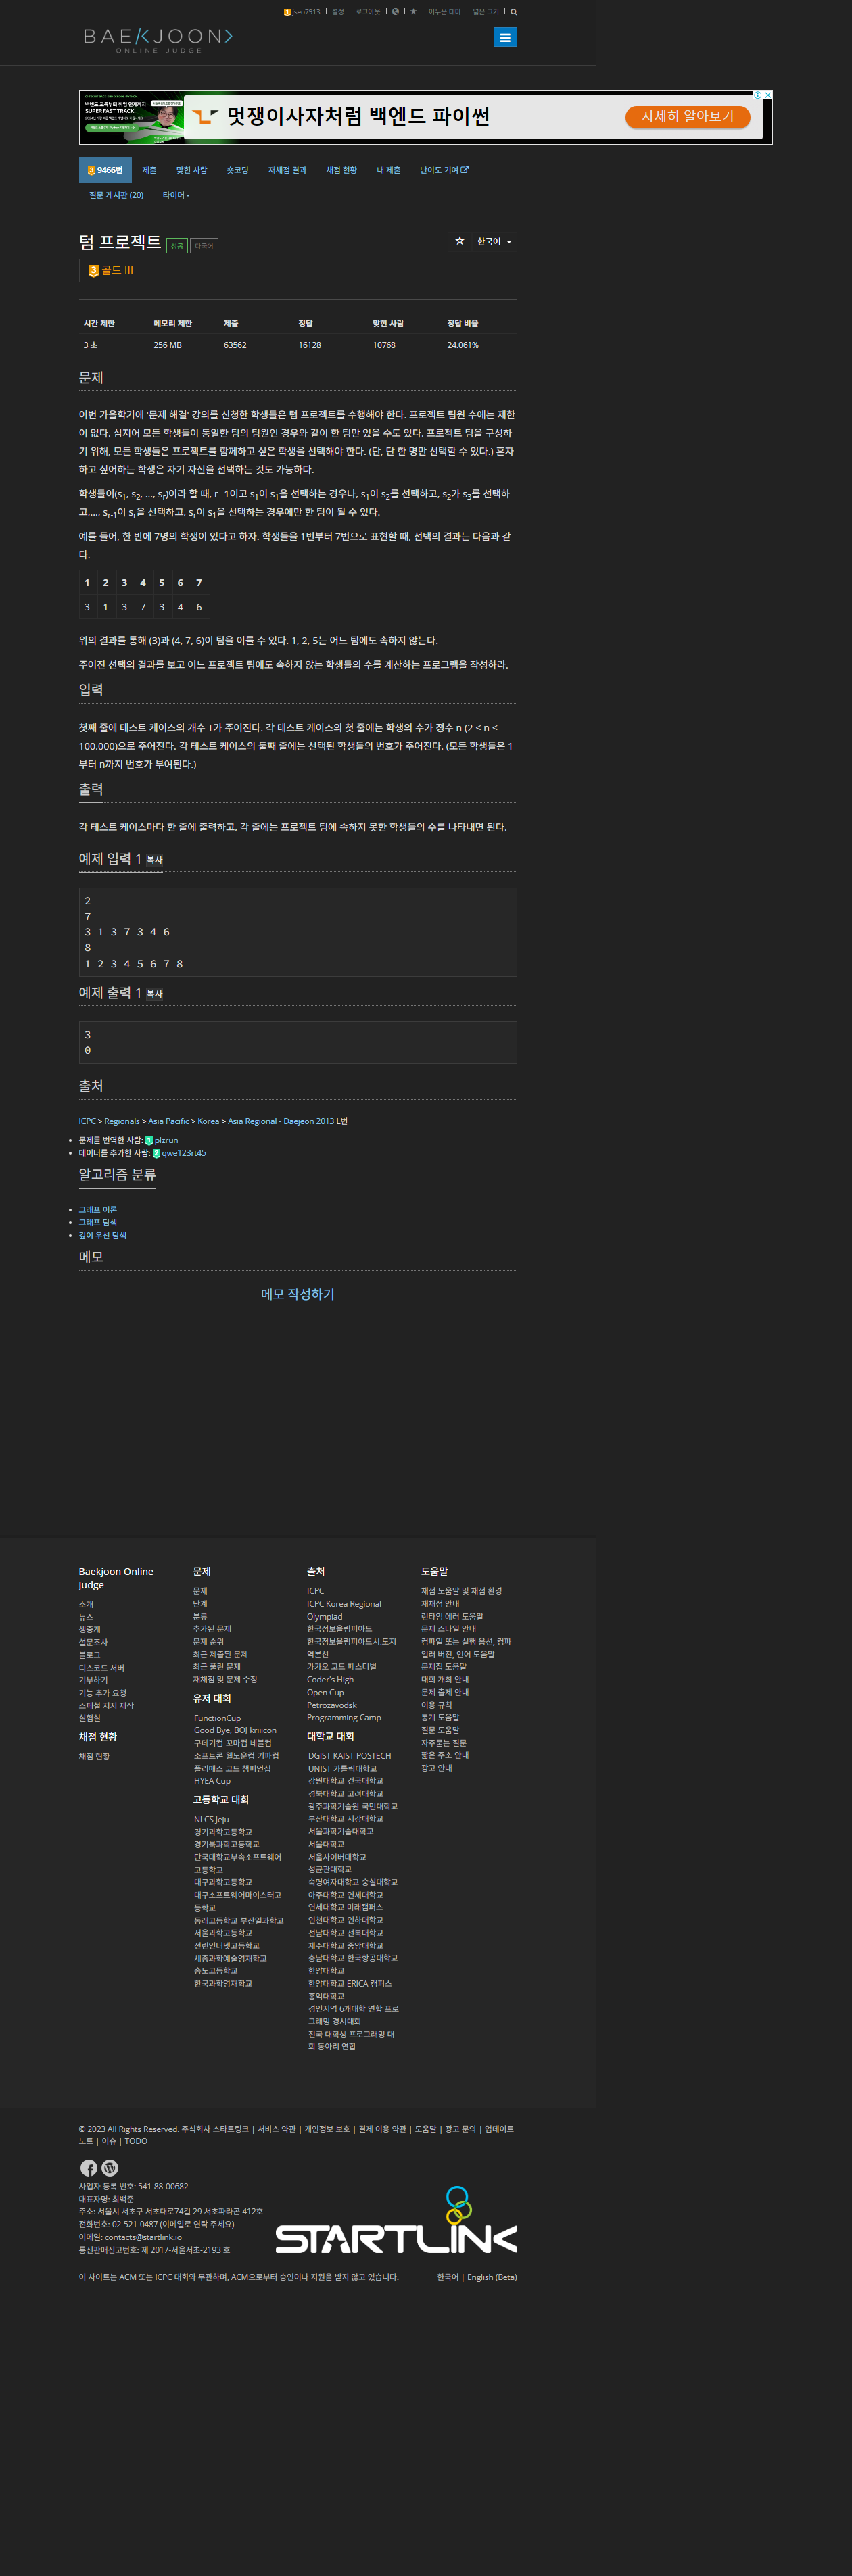 jseo7913 | 설정 | 로그아웃 | | | 어두운 테마 | 넓은 크기 |
BAEKJOON
ONLINE JUDGE
SUPER FAST TRACK!
멋쟁이사자처럼 백엔드 파이썬
자세히 알아보기
3 9466번 제출 맞힌 사람 숏코딩 재채점 결과 채점 현황 내 제출 난이도 기여
질문 게시판 (20) 타이머
텀 프로젝트 성공 다국어
☆ 한국어
3 골드 III
시간 제한 메모리 제한 제출 정답 맞힌 사람 정답 비율
3 초 256 MB 63562 16128 10768 24.061%
문제
이번 가을학기에 '문제 해결' 강의를 신청한 학생들은 텀 프로젝트를 수행해야 한다. 프로젝트 팀원 수에는 제한
이 없다. 심지어 모든 학생들이 동일한 팀의 팀원인 경우와 같이 한 팀만 있을 수도 있다. 프로젝트 팀을 구성하
기 위해, 모든 학생들은 프로젝트를 함께하고 싶은 학생을 선택해야 한다. (단, 단 한 명만 선택할 수 있다.) 혼자
하고 싶어하는 학생은 자기 자신을 선택하는 것도 가능하다.
학생들이(s1, s2, ..., sr)이라 할 때, r=1이고 s1이 s1을 선택하는 경우나, s1이 s2를 선택하고, s2가 s3를 선택하
고,..., sr-1이 sr을 선택하고, sr이 s1을 선택하는 경우에만 한 팀이 될 수 있다.
예를 들어, 한 반에 7명의 학생이 있다고 하자. 학생들을 1번부터 7번으로 표현할 때, 선택의 결과는 다음과 같
다.
1 2 3 4 5 6 7
3 1 3 7 3 4 6
위의 결과를 통해 (3)과 (4, 7, 6)이 팀을 이룰 수 있다. 1, 2, 5는 어느 팀에도 속하지 않는다.
주어진 선택의 결과를 보고 어느 프로젝트 팀에도 속하지 않는 학생들의 수를 계산하는 프로그램을 작성하라.
입력
첫째 줄에 테스트 케이스의 개수 T가 주어진다. 각 테스트 케이스의 첫 줄에는 학생의 수가 정수 n (2 ≤ n ≤
100,000)으로 주어진다. 각 테스트 케이스의 둘째 줄에는 선택된 학생들의 번호가 주어진다. (모든 학생들은 1
부터 n까지 번호가 부여된다.)
출력
각 테스트 케이스마다 한 줄에 출력하고, 각 줄에는 프로젝트 팀에 속하지 못한 학생들의 수를 나타내면 된다.
예제 입력 1 복사
2
7
3 1 3 7 3 4 6
8
1 2 3 4 5 6 7 8
예제 출력 1 복사
3
0
출처
ICPC > Regionals > Asia Pacific > Korea > Asia Regional - Daejeon 2013 L번
• 문제를 번역한 사람: 1 plzrun
• 데이터를 추가한 사람: qwe123rt45
알고리즘 분류
• 그래프 이론
• 그래프 탐색
• 깊이 우선 탐색
메모
메모 작성하기
Baekjoon Online
Judge
소개
뉴스
생중계
설문조사
블로그
디스코드 서버
기부하기
기능 추가 요청
스페셜 저지 제작
실험실
채점 현황
채점 현황
문제
문제
단계
분류
추가된 문제
문제 순위
최근 제출된 문제
최근 풀린 문제
재채점 및 문제 수정
유저 대회
FunctionCup
Good Bye, BOJ kriiicon
구데기컵 꼬마컵 네블컵
소프트콘 웰노운컵 키파컵
폴리매스 코드 챔피언십
HYEA Cup
고등학교 대회
NLCS Jeju
경기과학고등학교
경기북과학고등학교
단국대학교부속소프트웨어
고등학교
대구과학고등학교
대구소프트웨어마이스터고
등학교
동래고등학교 부산일과학고
서울과학고등학교
선린인터넷고등학교
세종과학예술영재학교
송도고등학교
한국과학영재학교
출처
ICPC
ICPC Korea Regional
Olympiad
한국정보올림피아드
한국정보올림피아드시.도지
역본선
카카오 코드 페스티벌
Coder's High
Open Cup
Petrozavodsk
Programming Camp
대학교 대회
DGIST KAIST POSTECH
UNIST 가톨릭대학교
강원대학교 건국대학교
경북대학교 고려대학교
광주과학기술원 국민대학교
부산대학교 서강대학교
서울과학기술대학교
서울대학교
서울사이버대학교
성균관대학교
숙명여자대학교 숭실대학교
아주대학교 연세대학교
연세대학교 미래캠퍼스
인천대학교 인하대학교
전남대학교 전북대학교
제주대학교 중앙대학교
충남대학교 한국항공대학교
한양대학교
한양대학교 ERICA 캠퍼스
홍익대학교
경인지역 6개대학 연합 프로
그래밍 경시대회
전국 대학생 프로그래밍 대
회 동아리 연합
도움말
채점 도움말 및 채점 환경
재채점 안내
런타임 에러 도움말
문제 스타일 안내
컴파일 또는 실행 옵션, 컴파
일러 버전, 언어 도움말
문제집 도움말
대회 개최 안내
문제 출제 안내
이용 규칙
통계 도움말
질문 도움말
자주묻는 질문
짧은 주소 안내
광고 안내
© 2023 All Rights Reserved. 주식회사 스타트링크 | 서비스 약관 | 개인정보 보호 | 결제 이용 약관 | 도움말 | 광고 문의 | 업데이트
노트 | 이슈 | TODO
사업자 등록 번호: 541-88-00682
대표자명: 최백준
주소: 서울시 서초구 서초대로74길 29 서초파라곤 412호
전화번호: 02-521-0487 (이메일로 연락 주세요)
이메일: contacts@startlink.io
통신판매신고번호: 제 2017-서울서초-2193 호
STARTLINK
이 사이트는 ACM 또는 ICPC 대회와 무관하며, ACM으로부터 승인이나 지원을 받지 않고 있습니다.
한국어 | English (Beta)